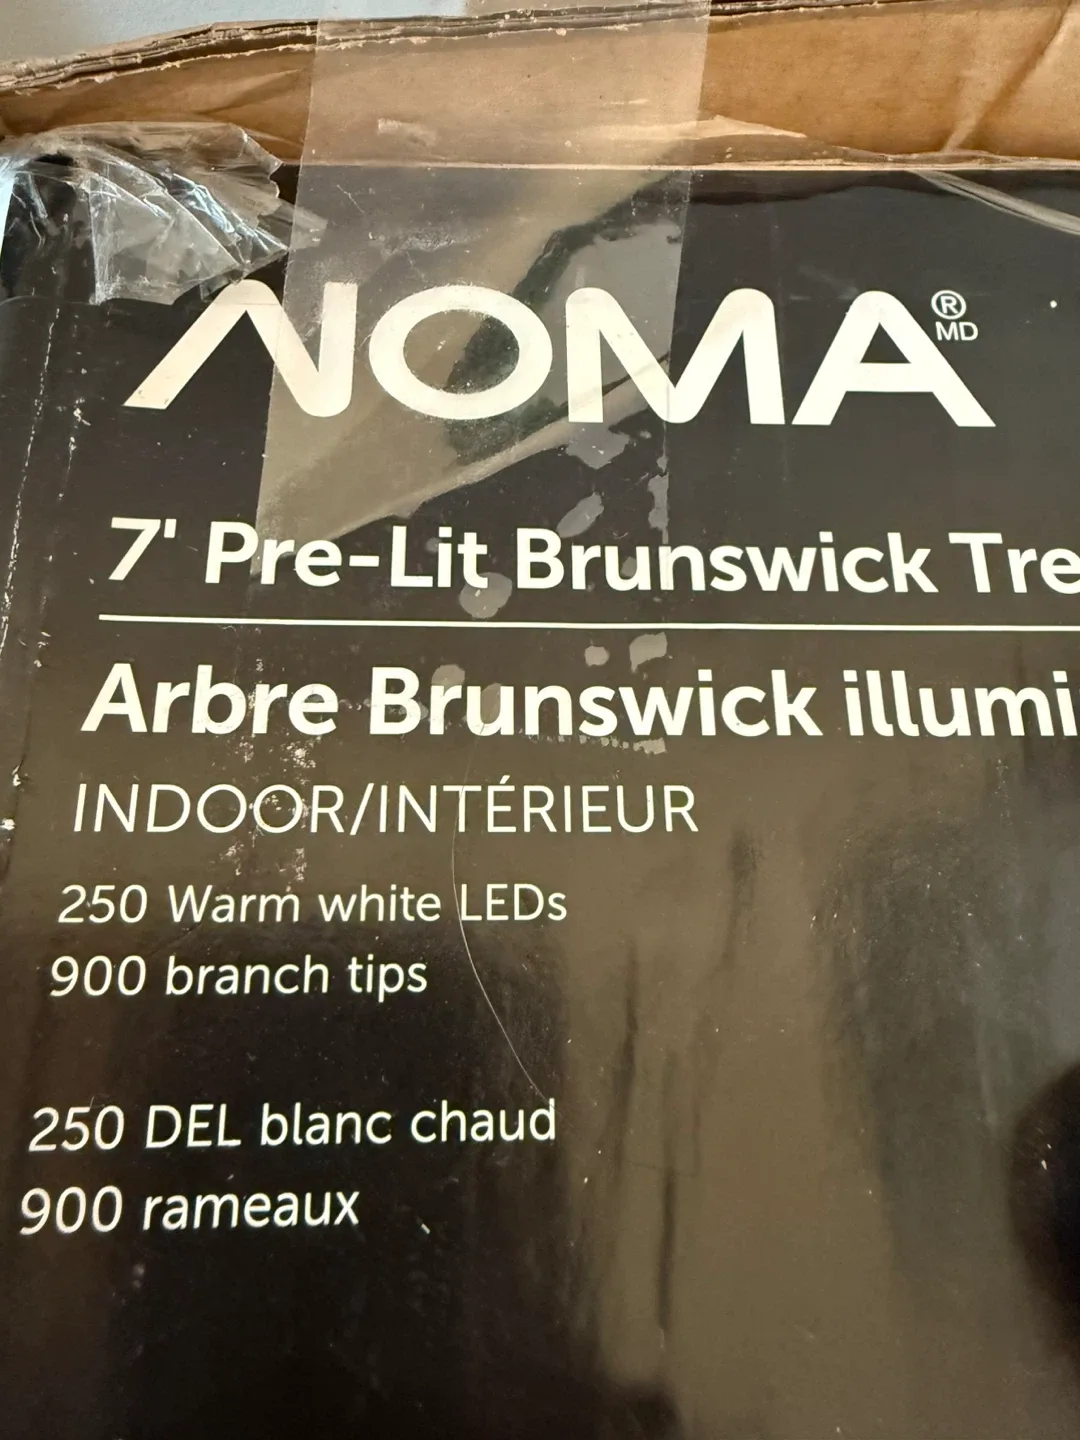 NOMA ® MD
7' Pre-Lit Brunswick Tre
Arbre Brunswick illumi
INDOOR/INTÉRIEUR
250 Warm white LEDs
900 branch tips
250 DEL blanc chaud
900 rameaux